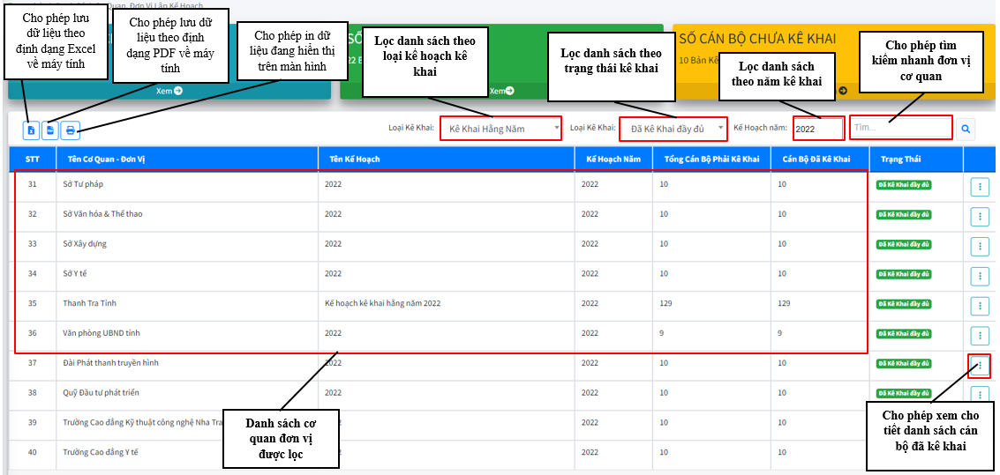 Cơ Quan, Đơn Vị Lập Kế Hoạch
Cho phép lưu
dữ liệu theo
định dạng Excel
về máy tính
Cho phép lưu dữ
liệu theo định
dạng PDF về máy
tính
Cho phép in dữ
liệu đang hiển thị
trên màn hình
Lọc danh sách theo
loại kê hoạch kê
khai
Lọc danh sách theo
trạng thái kê khai
Lọc danh sách
theo năm kê khai
Cho phép tìm
kiếm nhanh đơn vị
cơ quan
SỐ
22 B
SỐ CÁN BỘ CHƯA KÊ KHAI
10 Bản Kê
Xem
Xem
Loại Kê Khai: Kê Khai Hằng Năm Loại Kê Khai: Đã Kê Khai đầy đủ Kế Hoạch năm: 2022 Tìm...
STT Tên Cơ Quan - Đơn Vị Tên Kế Hoạch Kế Hoạch Năm Tổng Cán Bộ Phải Kê Khai Cán Bộ Đã Kê Khai Trạng Thái
31 Sở Tư pháp 2022 2022 10 10 Đã Kê Khai đầy đủ
32 Sở Văn hóa & Thể thao 2022 2022 10 10 Đã Kê Khai đầy đủ
33 Sở Xây dựng 2022 2022 10 10 Đã Kê Khai đầy đủ
34 Sở Y tế 2022 2022 10 10 Đã Kê Khai đầy đủ
35 Thanh Tra Tỉnh Kế hoạch kê khai hằng năm 2022 2022 129 129 Đã Kê Khai đầy đủ
36 Văn phòng UBND tỉnh 2022 2022 9 9 Đã Kê Khai đầy đủ
37 Đài Phát thanh truyền hình 2022 2022 10 10 Đã Kê Khai đầy đủ
38 Quỹ Đầu tư phát triển 2022 2022 10 10 Đã Kê Khai đầy đủ
39 Trường Cao đẳng Kỹ thuật công nghệ Nha Tra 2022 10 10
40 Trường Cao đẳng Y tế 2022 10 10
Danh sách cơ
quan đơn vị
được lọc
Cho phép xem cho
tiết danh sách cán
bộ đã kê khai